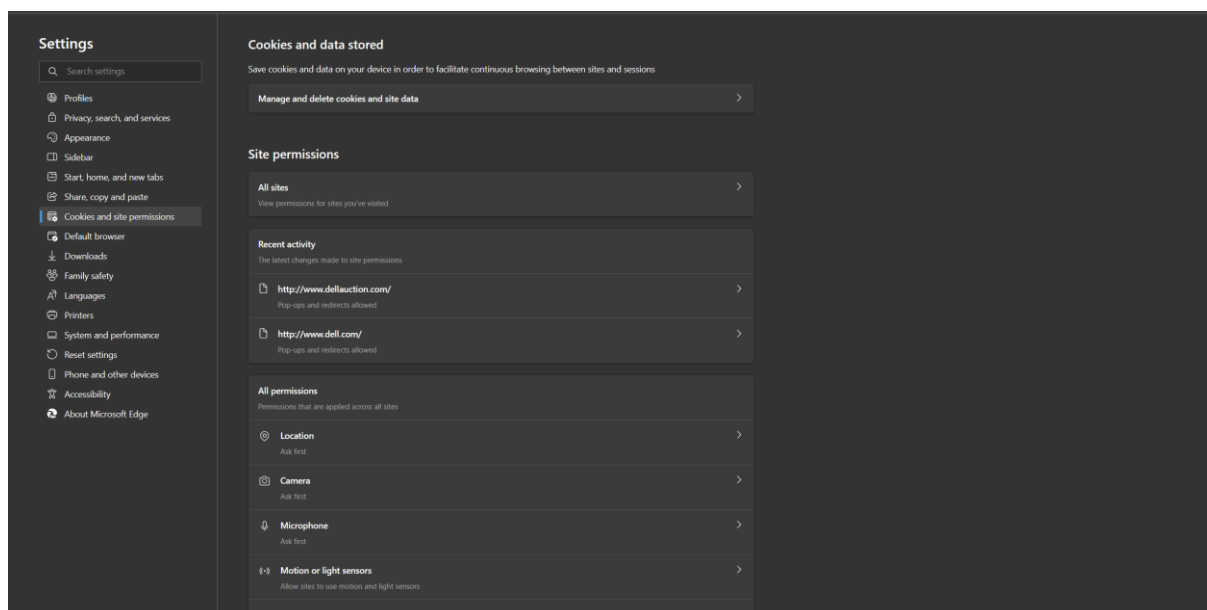 Settings
Search settings
Profiles
Privacy, search, and services
Appearance
Sidebar
Start, home, and new tabs
Share, copy and paste
Cookies and site permissions
Default browser
Downloads
Family safety
Languages
Printers
System and performance
Reset settings
Phone and other devices
Accessibility
About Microsoft Edge
Cookies and data stored
Save cookies and data on your device in order to facilitate continuous browsing between sites and sessions
Manage and delete cookies and site data
Site permissions
All sites
View permissions for sites you've visited
Recent activity
The latest changes made to site permissions
http://www.dellauction.com/
Pop-ups and redirects allowed
http://www.dell.com/
Pop-ups and redirects allowed
All permissions
Permissions that are applied across all sites
Location
Ask first
Camera
Ask first
Microphone
Ask first
Motion or light sensors
Allow sites to use motion and light sensors